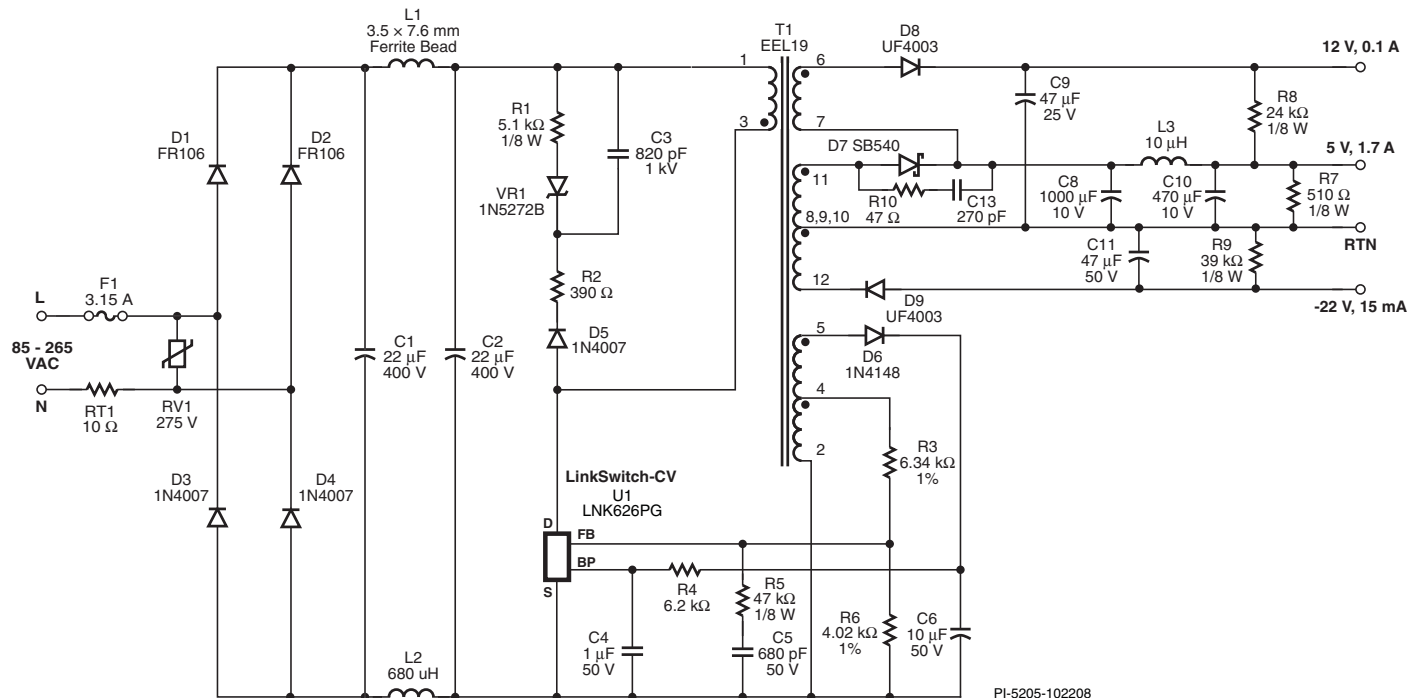 L1
3.5 × 7.6 mm
Ferrite Bead
T1
EEL19
D8
UF4003
12 V, 0.1 A
1
3
6
7
R1
5.1 kΩ
1/8 W
C3
820 pF
1 kV
VR1
1N5272B
D1
FR106
D2
FR106
C9
47 µF
25 V
R8
24 kΩ
1/8 W
D7 SB540
L3
10 µH
5 V, 1.7 A
11
R10
47 Ω
C13
270 pF
C8
1000 µF
10 V
C10
470 µF
10 V
R7
510 Ω
1/8 W
8,9,10
RTN
C11
47 µF
50 V
R9
39 kΩ
1/8 W
R2
390 Ω
12
D9
UF4003
-22 V, 15 mA
F1
3.15 A
L
85 - 265
VAC
N
RT1
10 Ω
RV1
275 V
C1
22 µF
400 V
C2
22 µF
400 V
D5
1N4007
5
D6
1N4148
4
2
R3
6.34 kΩ
1%
D3
1N4007
D4
1N4007
LinkSwitch-CV
U1
LNK626PG
D
FB
BP
S
R4
6.2 kΩ
R5
47 kΩ
1/8 W
R6
4.02 kΩ
1%
C6
10 µF
50 V
C4
1 µF
50 V
C5
680 pF
50 V
L2
680 uH
PI-5205-102208